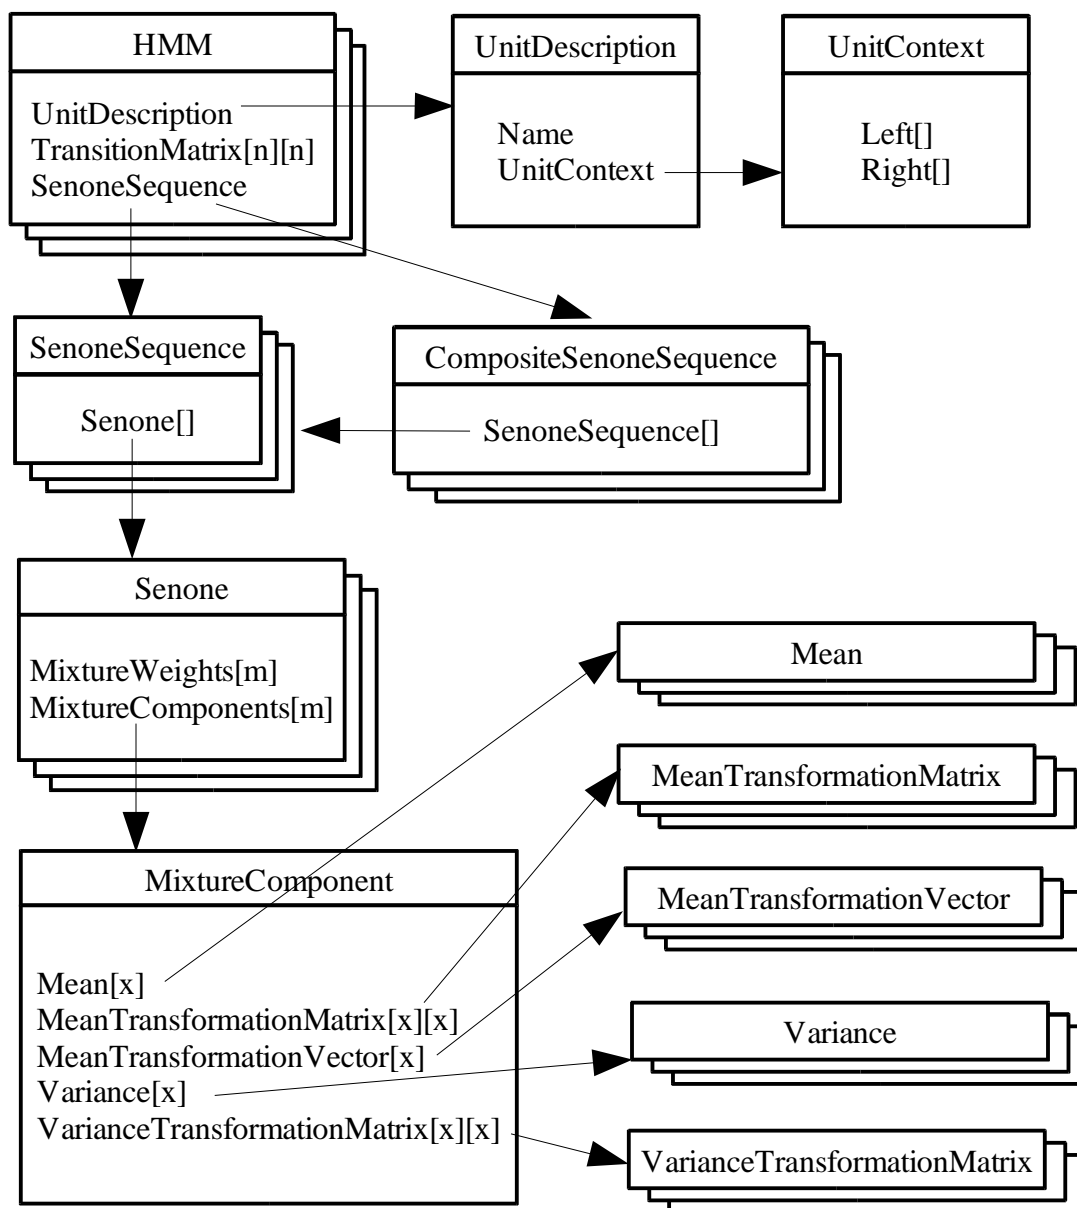 HMM
UnitDescription
TransitionMatrix[n][n]
SenoneSequence
UnitDescription
Name
UnitContext
UnitContext
Left[]
Right[]
SenoneSequence
Senone[]
CompositeSenoneSequence
SenoneSequence[]
Senone
MixtureWeights[m]
MixtureComponents[m]
MixtureComponent
Mean[x]
MeanTransformationMatrix[x][x]
MeanTransformationVector[x]
Variance[x]
VarianceTransformationMatrix[x][x]
Mean
MeanTransformationMatrix
MeanTransformationVector
Variance
VarianceTransformationMatrix